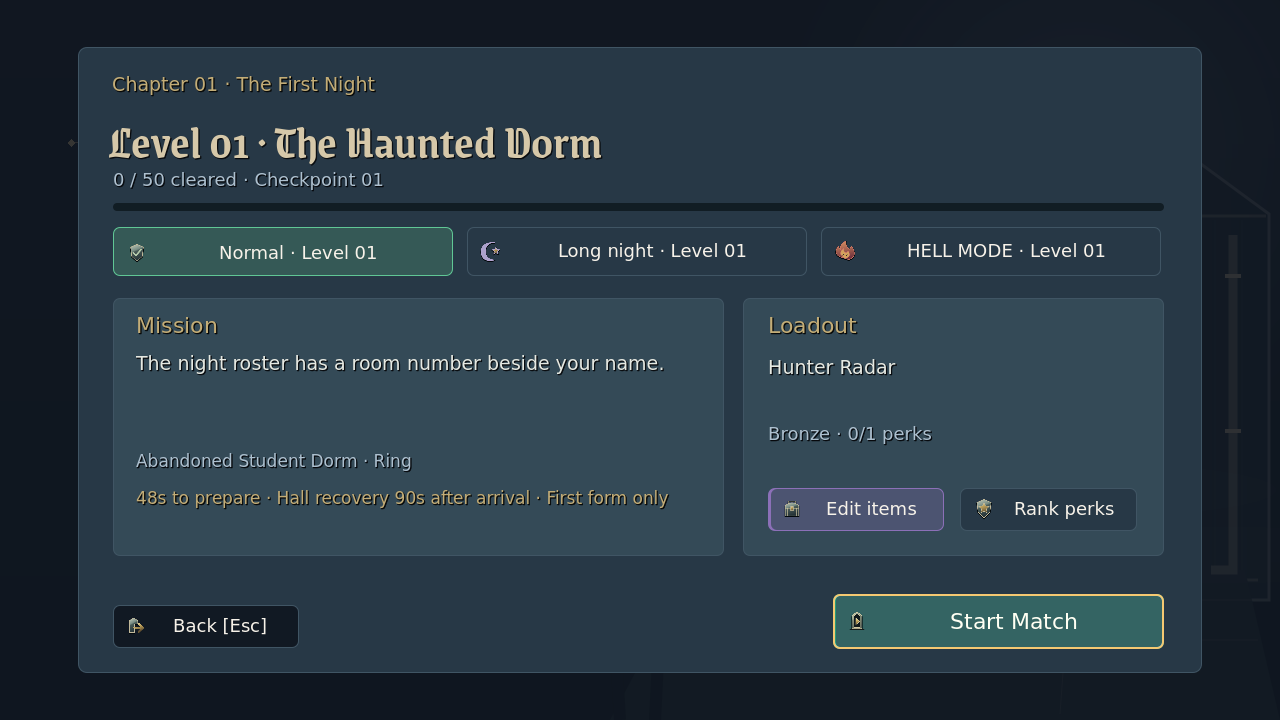 Chapter 01 · The First Night
Level 01 · The Haunted Dorm
0 / 50 cleared · Checkpoint 01
Normal · Level 01
Long night · Level 01
HELL MODE · Level 01
Mission
The night roster has a room number beside your name.
Abandoned Student Dorm · Ring
48s to prepare · Hall recovery 90s after arrival · First form only
Loadout
Hunter Radar
Bronze · 0/1 perks
Edit items
Rank perks
Back [Esc]
Start Match